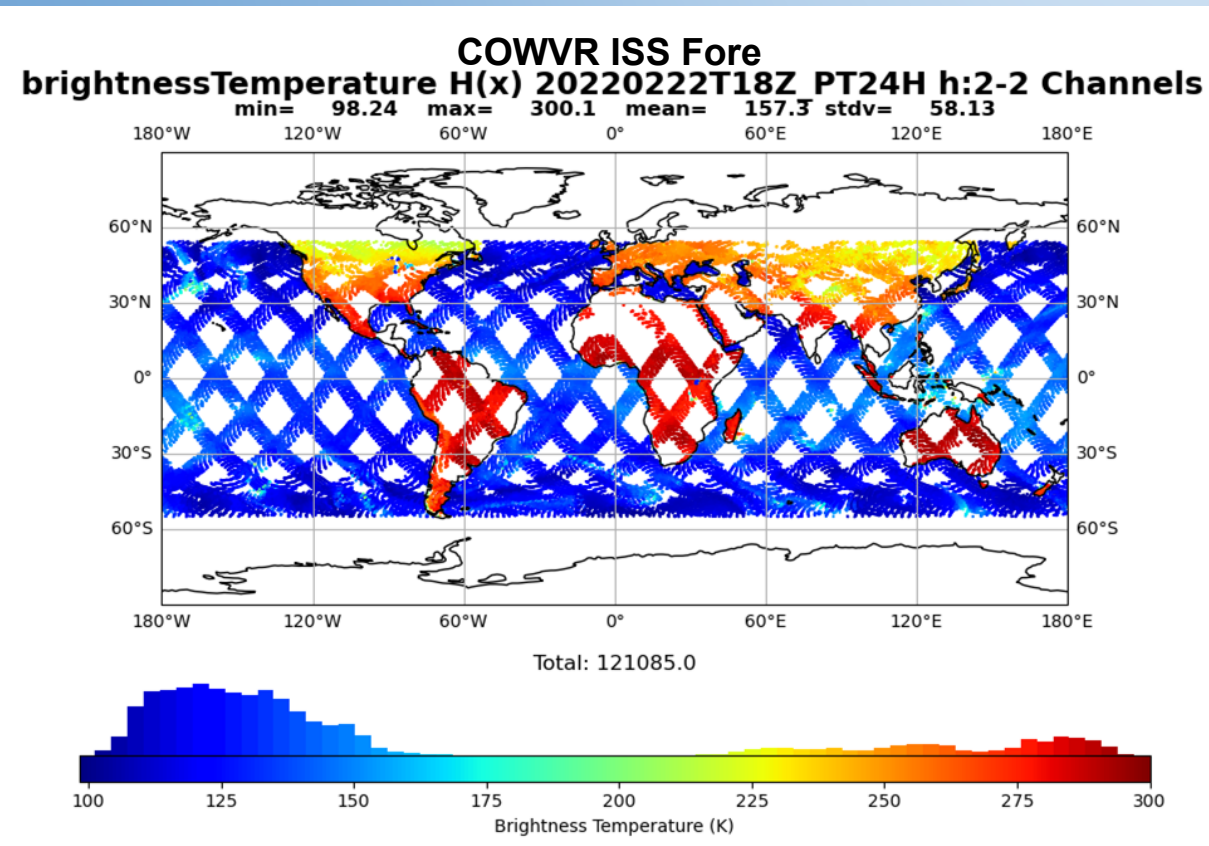 COWVR ISS Fore
brightnessTemperature H(x) 20220222T18Z_PT24H h:2-2 Channels
min= 98.24 max= 300.1 mean= 157.3 stdv= 58.13
180°W 120°W 60°W 0° 60°E 120°E 180°E
60°N 60°N
30°N 30°N
0° 0°
30°S 30°S
60°S 60°S
180°W 120°W 60°W 0° 60°E 120°E 180°E
Total: 121085.0
100 125 150 175 200 225 250 275 300
Brightness Temperature (K)